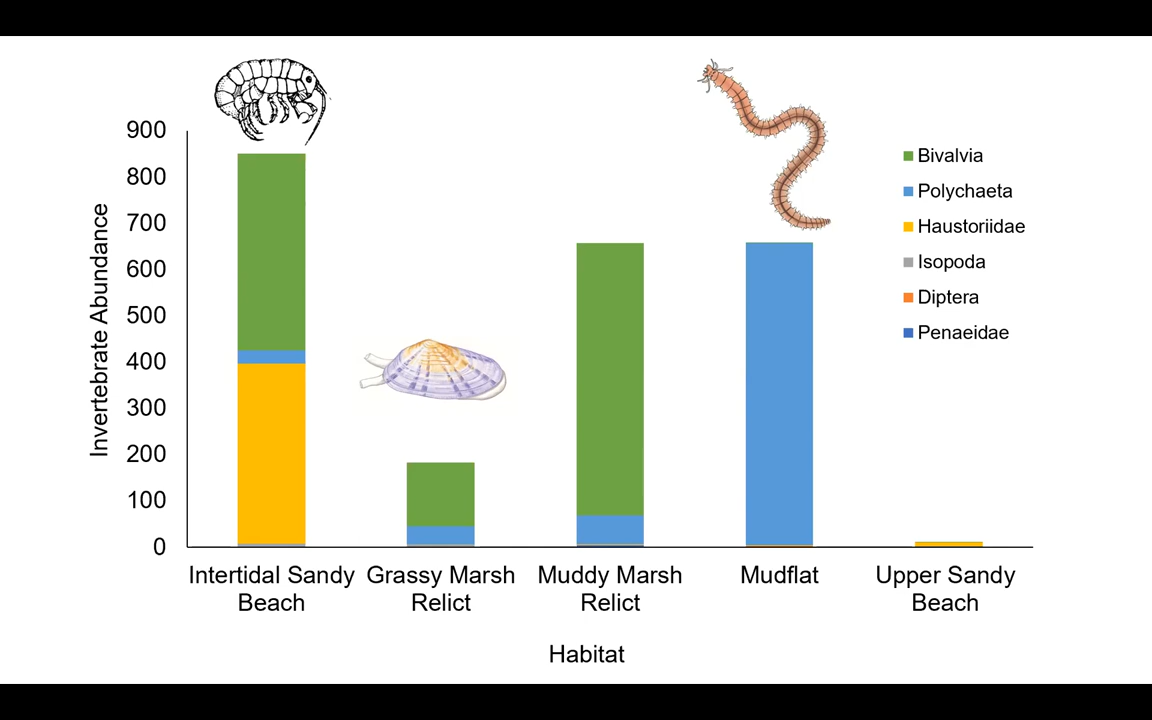 900
800
700
600
500
400
300
200
100
0
Invertebrate Abundance
Intertidal Sandy
Beach
Grassy Marsh
Relict
Muddy Marsh
Relict
Mudflat
Upper Sandy
Beach
Habitat
Bivalvia
Polychaeta
Haustoriidae
Isopoda
Diptera
Penaeidae